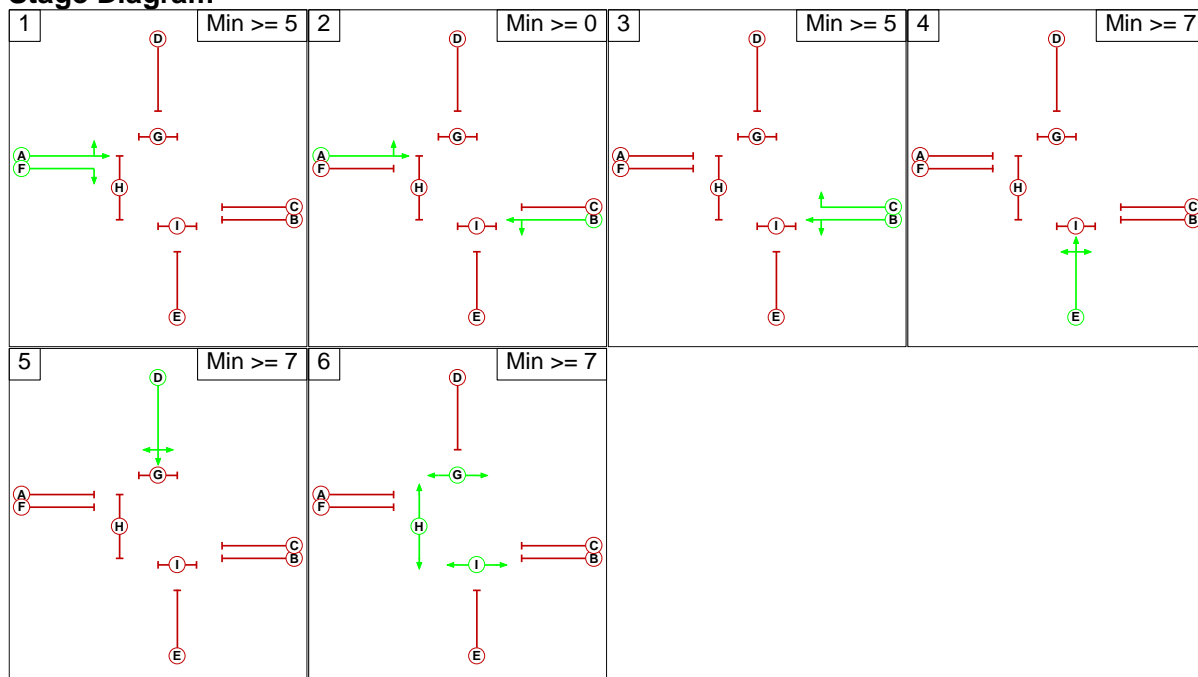 Stage Diagram
1 Min >= 5
D
G
A
F
H
C
B
I
E
2 Min >= 0
D
G
A
F
H
C
B
I
E
3 Min >= 5
D
G
A
F
H
C
B
I
E
4 Min >= 7
D
G
A
F
H
C
B
I
E
5 Min >= 7
D
G
A
F
H
C
B
I
E
6 Min >= 7
D
G
A
F
H
C
B
I
E